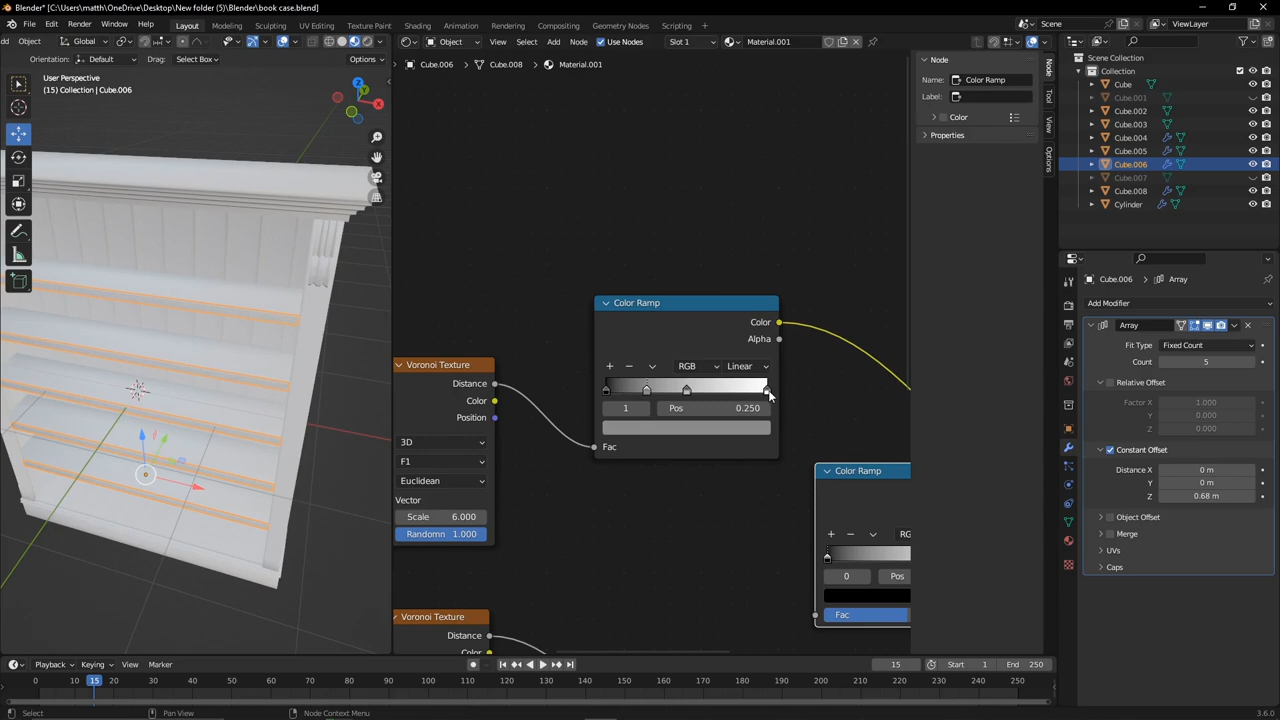 Blender* [C:\Users\matth\OneDrive\Desktop\New folder (5)\Blender\book case.blend]
File Edit Render Window Help Layout Modeling Sculpting UV Editing Texture Paint Shading Animation Rendering Compositing Geometry Nodes Scripting Scene ViewLayer
dd Object Global Object View Select Add Node Use Nodes Slot 1 Material.001
Orientation: Default Drag: Select Box Options
Cube.006 Cube.008 Material.001
User Perspective
(15) Collection | Cube.006
Z
Y
X
Node
Name: Color Ramp
Label:
Color
Properties
Node
Tool
View
Options
Scene Collection
Collection
Cube
Cube.001
Cube.002
Cube.003
Cube.004
Cube.005
Cube.006
Cube.007
Cube.008
Cylinder
Color Ramp
Color
Alpha
RGB Linear
1 Pos 0.250
Fac
Voronoi Texture
Distance
Color
Position
3D
F1
Euclidean
Vector
Scale 6.000
Randomn 1.000
Color Ramp
RG
0 Pos
Fac
Voronoi Texture
Distance
Cube.006 Array
Add Modifier
Array
Fit Type Fixed Count
Count 5
Relative Offset
Factor X 1.000
Y 0.000
Z 0.000
Constant Offset
Distance X 0 m
Y 0 m
Z 0.68 m
Object Offset
Merge
UVs
Caps
Playback Keying View Marker 15 Start 1 End 250
0 10 15 20 30 40 50 60 70 80 90 100 110 120 130 140 150 160 170 180 190 200 210 220 230 240 250
Select Pan View Node Context Menu 3.6.0